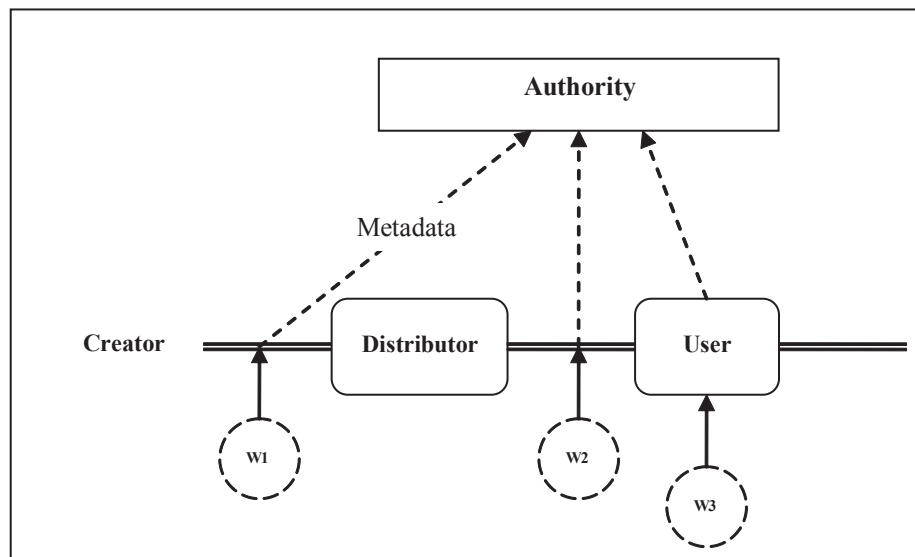 Authority
Metadata
Creator
Distributor
User
W1
W2
W3